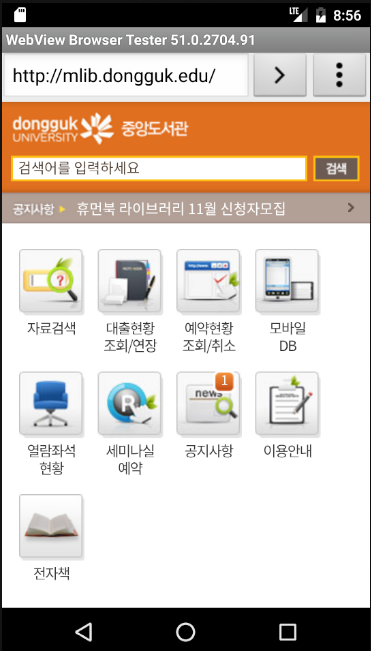 LTE 8:56
WebView Browser Tester 51.0.2704.91
http://mlib.dongguk.edu/
dongguk
UNIVERSITY 중앙도서관
검색어를 입력하세요 검색
공지사항 휴먼북 라이브러리 11월 신청자모집
자료검색
대출현황
조회/연장
예약현황
조회/취소
모바일
DB
열람좌석
현황
R
세미나실
예약
news
1
공지사항
이용안내
전자책